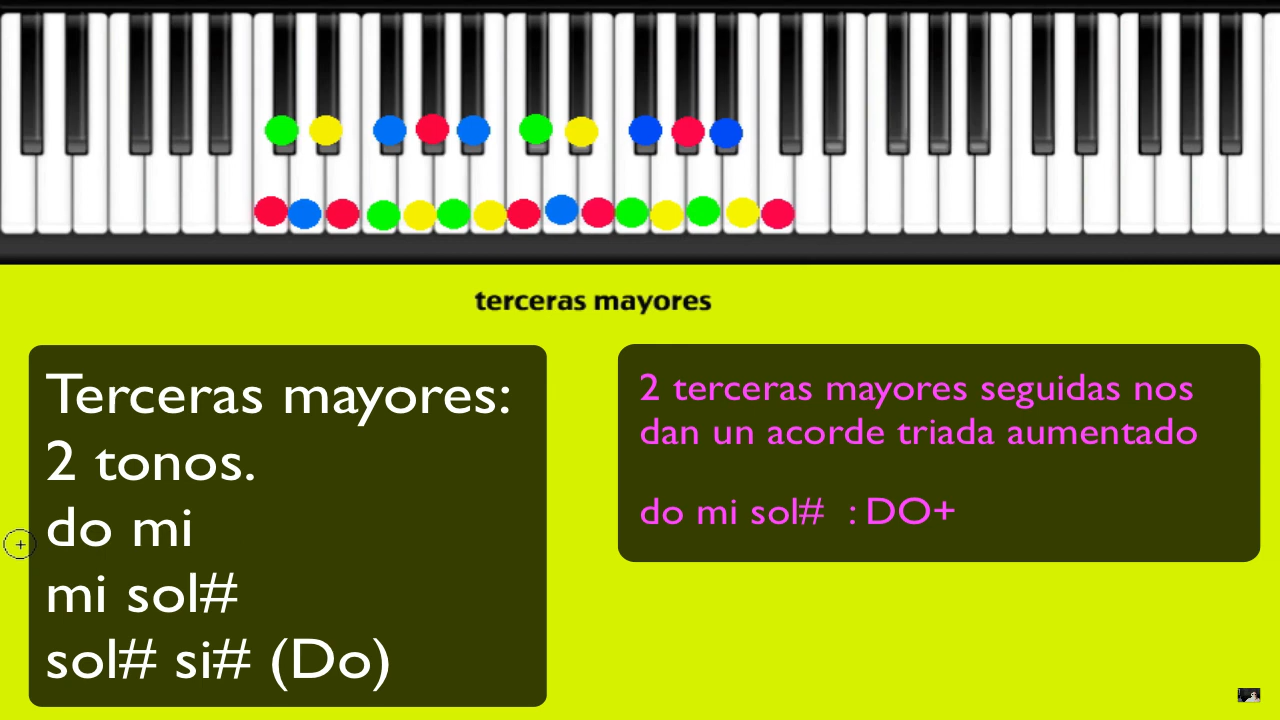 terceras mayores
Terceras mayores:
2 tonos.
do mi
mi sol#
sol# si# (Do)
2 terceras mayores seguidas nos
dan un acorde triada aumentado
do mi sol# : DO+